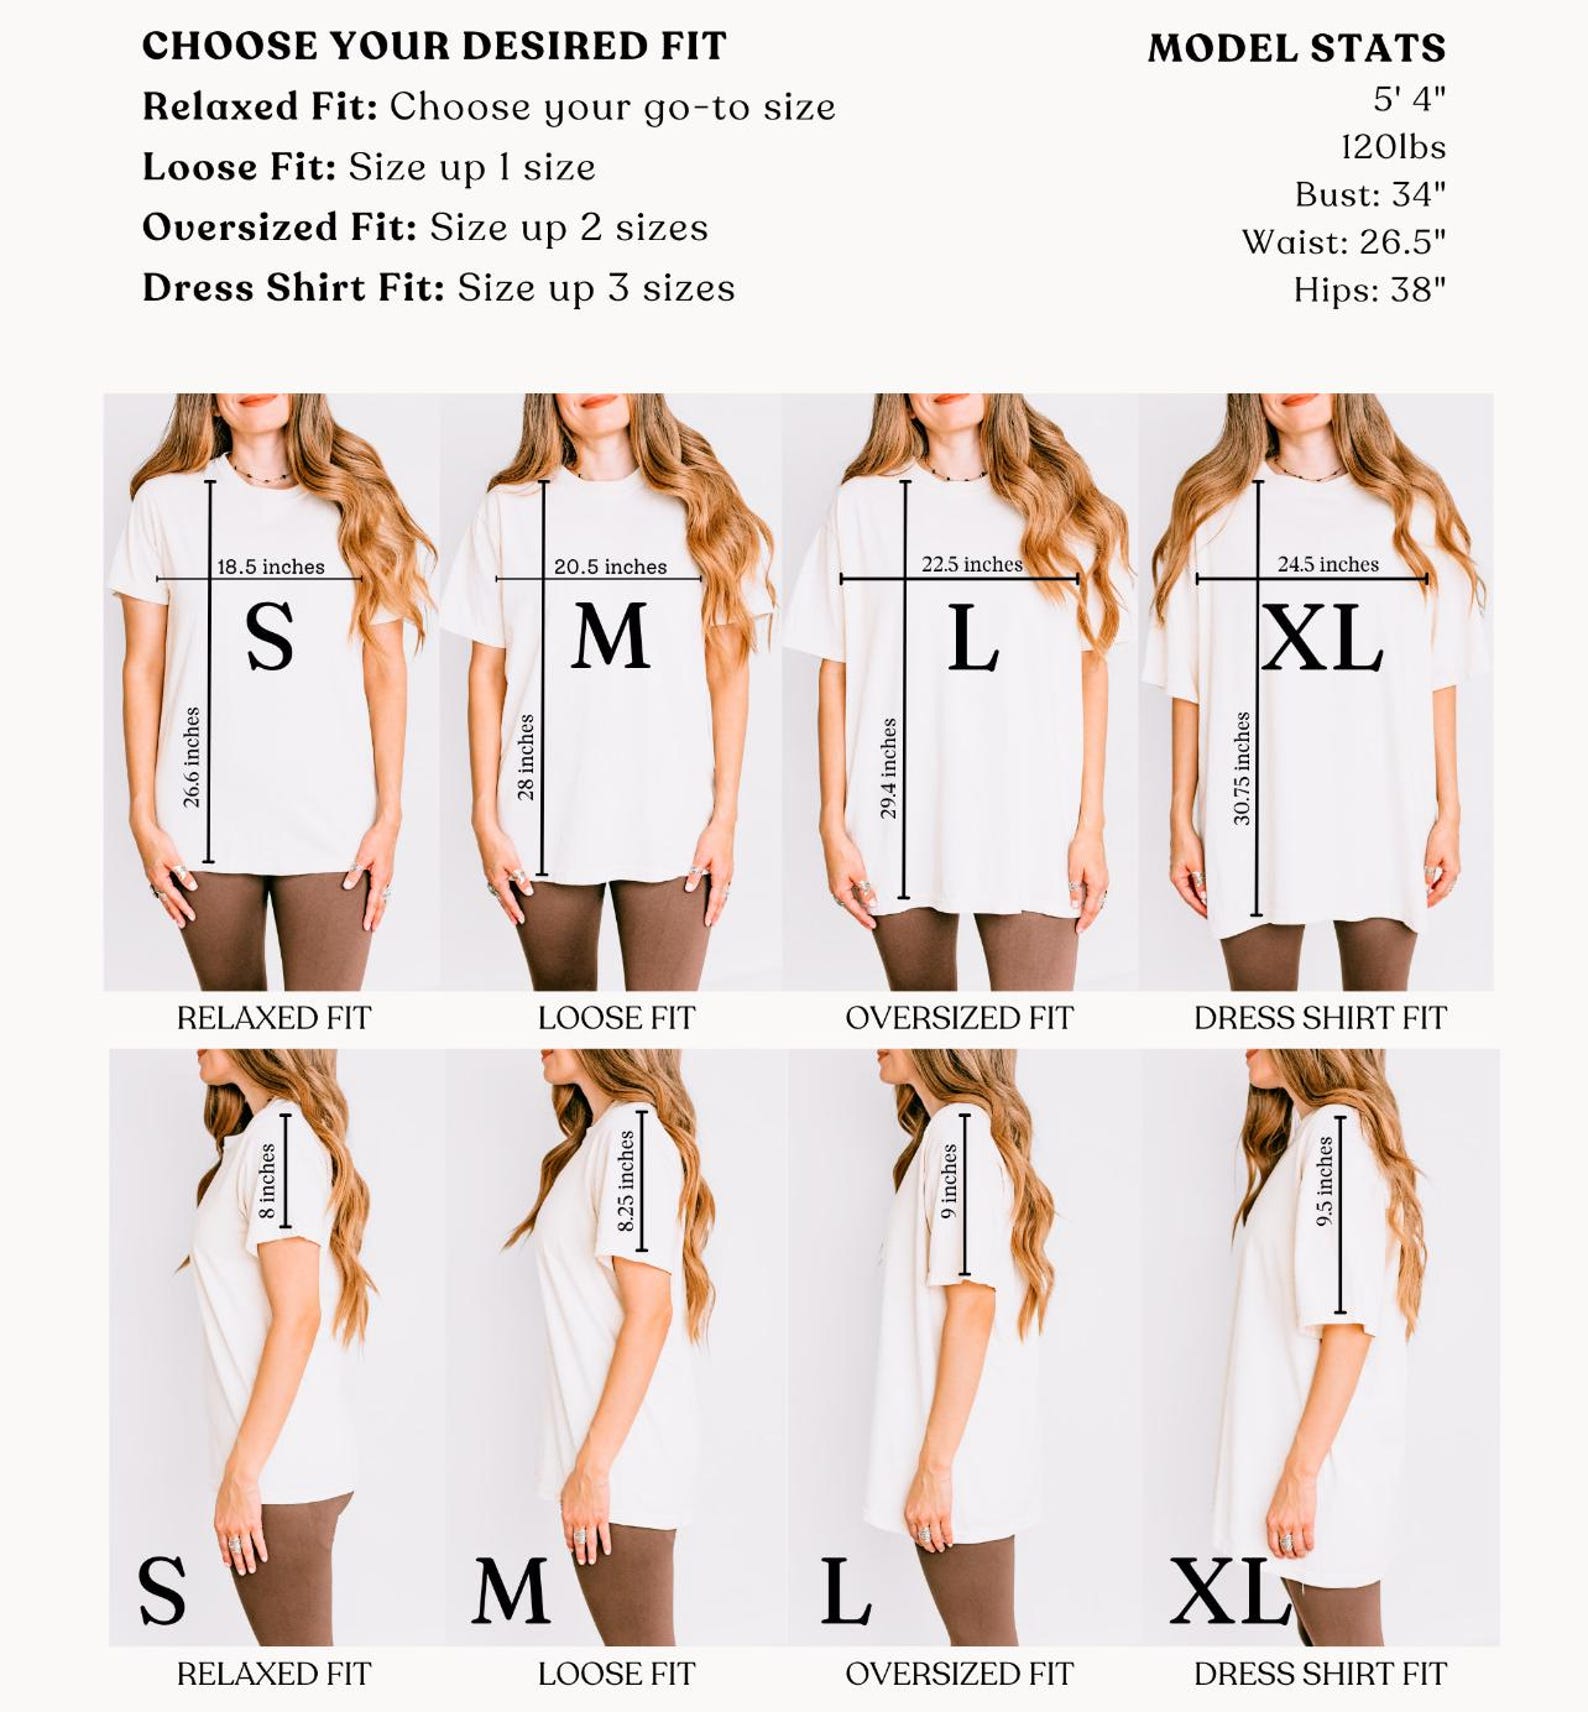 CHOOSE YOUR DESIRED FIT
Relaxed Fit: Choose your go-to size
Loose Fit: Size up 1 size
Oversized Fit: Size up 2 sizes
Dress Shirt Fit: Size up 3 sizes
MODEL STATS
5' 4"
120lbs
Bust: 34"
Waist: 26.5"
Hips: 38"
18.5 inches
S
26.6 inches
20.5 inches
M
28 inches
22.5 inches
L
29.4 inches
24.5 inches
XL
30.75 inches
RELAXED FIT
LOOSE FIT
OVERSIZED FIT
DRESS SHIRT FIT
8 inches
S
8.25 inches
M
9 inches
L
9.5 inches
XL
RELAXED FIT
LOOSE FIT
OVERSIZED FIT
DRESS SHIRT FIT